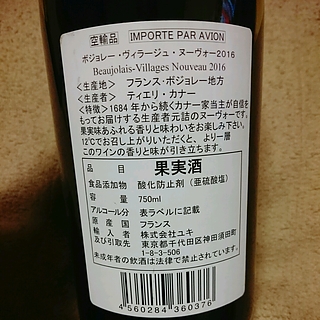 空輸品 IMPORTE PAR AVION
ボジョレー・ヴィラージュ・ヌーヴォー2016
Beaujolais-Villages Nouveau 2016
<生産地> フランス・ボジョレー地方
<生産者> ティエリ・カナー
<特徴>1684年から続くカナー家当主が自信を
もってお届けする生産者元詰のヌーヴォーです。
果実味あふれる香りと味わいをお楽しみ下さい。
12℃でお召し上がりいただくと、より一層
このワインの香りと味が引き立ちます。
品目 果実酒
食品添加物 酸化防止剤(亜硫酸塩)
容量 750ml
アルコール分 表ラベルに記載
原産国 フランス
輸入者 株式会社ユキ
及び引取先 東京都千代田区神田須田町
1-8-3-506
未成年者の飲酒は法律で禁じられています。
4560284360376